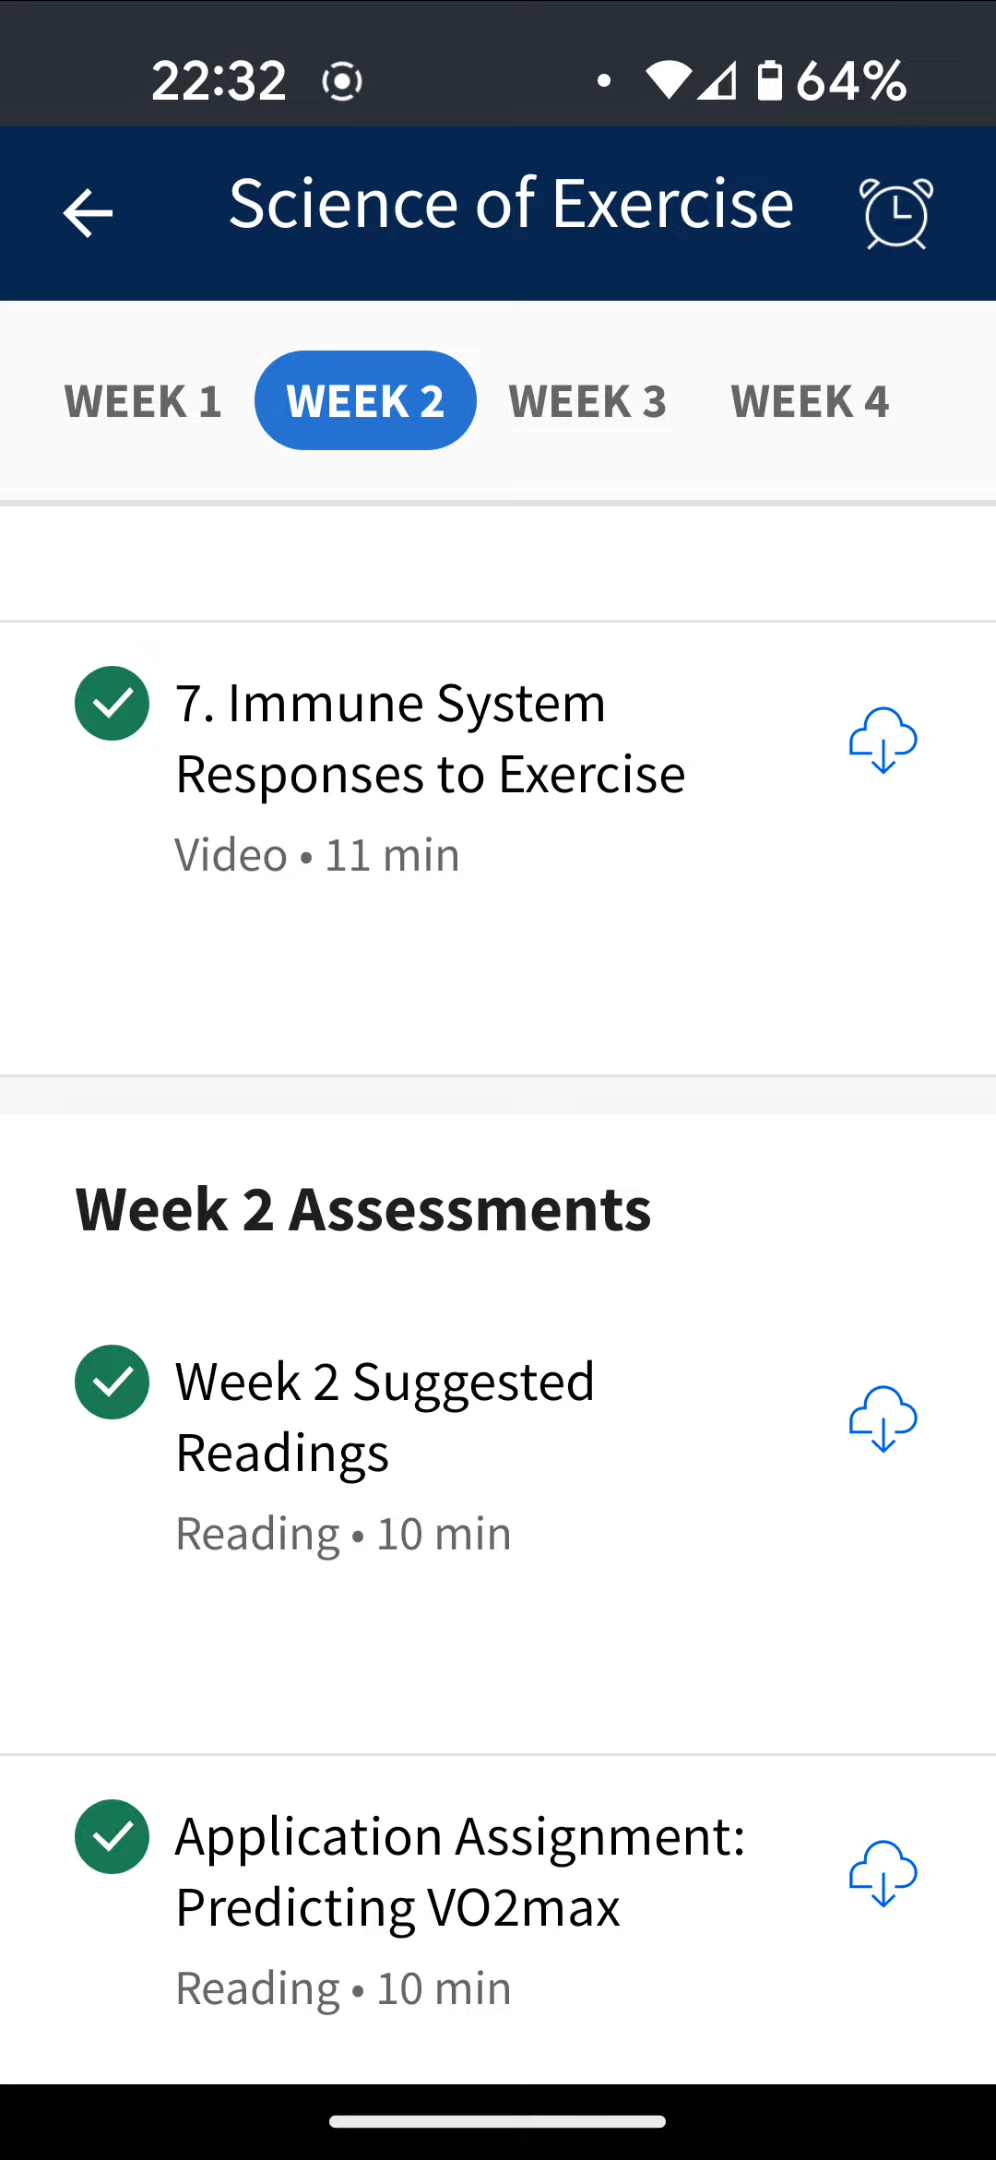 22:32 64%
Science of Exercise
WEEK 1 WEEK 2 WEEK 3 WEEK 4
7. Immune System
Responses to Exercise
Video • 11 min
Week 2 Assessments
Week 2 Suggested
Readings
Reading • 10 min
Application Assignment:
Predicting VO2max
Reading • 10 min